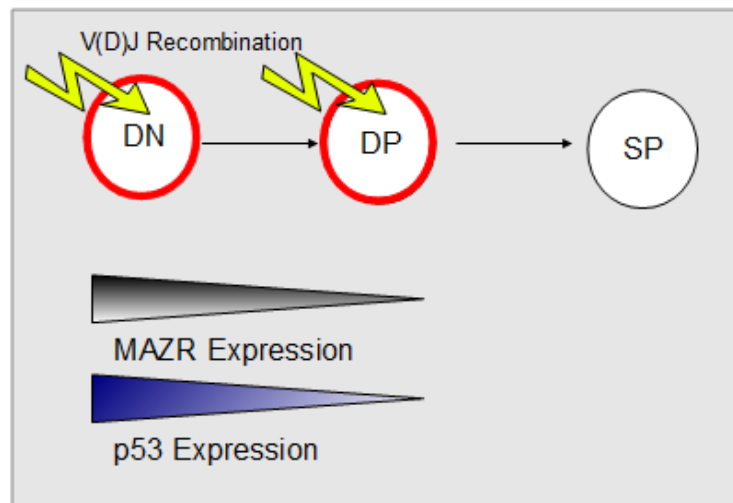 V(D)J Recombination
DN
DP
SP
MAZR Expression
p53 Expression